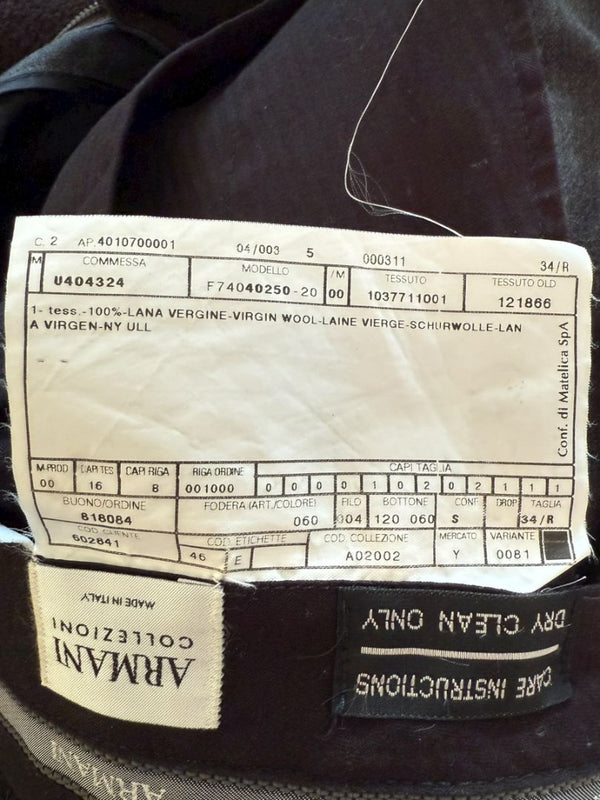 C. 2 AP.4010700001 04/003 5 000311 34/R
M COMMESSA MODELLO /M TESSUTO TESSUTO OLD
U404324 F74040250-20 00 1037711001 121866
1- tess.-100%-LANA VERGINE-VIRGIN WOOL-LAINE VIERGE-SCHURWOLLE-LAN
A VIRGEN-NY ULL
Conf. di Matelica SpA
M-PROD CAPI TES CAPI RIGA RIGA ORDINE CAPI TAGLIA
00 16 8 001000 0 0 0 0 1 0 2 0 2 1 1 1
BUONO/ORDINE FODERA (ART./COLORE) FILO BOTTONE CONF DROP TAGLIA
818084 060 004 120 060 S 34/R
COD. CLIENTE COD. ETICHETTE COD. COLLEZIONE MERCATO VARIANTE
602841 46 E A02002 Y 0081
ARMANI
COLLEZIONI
MADE IN ITALY
CARE INSTRUCTIONS
DRY CLEAN ONLY
ARMANI